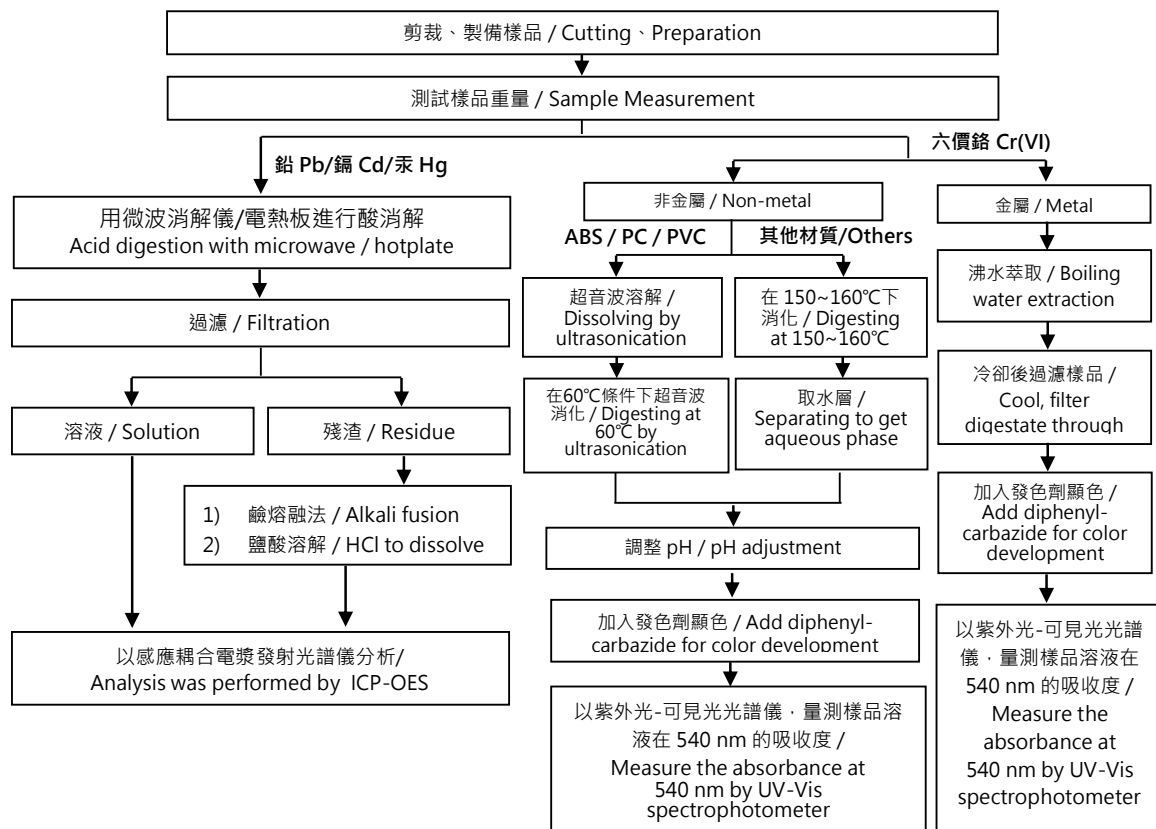 剪裁、製備樣品 / Cutting、Preparation
測試樣品重量 / Sample Measurement
鉛 Pb/鎘 Cd/汞 Hg
六價鉻 Cr(VI)
用微波消解儀/電熱板進行酸消解
Acid digestion with microwave / hotplate
過濾 / Filtration
溶液 / Solution
殘渣 / Residue
1) 鹼熔融法 / Alkali fusion
2) 鹽酸溶解 / HCl to dissolve
以感應耦合電漿發射光譜儀分析/
Analysis was performed by ICP-OES
非金屬 / Non-metal
ABS / PC / PVC
其他材質/Others
超音波溶解 /
Dissolving by
ultrasonication
在60℃條件下超音波
消化 / Digesting at
60℃ by
ultrasonication
在 150~160℃下
消化 / Digesting
at 150~160℃
取水層 /
Separating to get
aqueous phase
調整 pH / pH adjustment
加入發色劑顯色 / Add diphenyl-
carbazide for color development
以紫外光-可見光光譜儀，量測樣品溶
液在 540 nm 的吸收度 /
Measure the absorbance at
540 nm by UV-Vis
spectrophotometer
金屬 / Metal
沸水萃取 / Boiling
water extraction
冷卻後過濾樣品 /
Cool, filter
digestate through
加入發色劑顯色 /
Add diphenyl-
carbazide for color
development
以紫外光-可見光光譜
儀，量測樣品溶液在
540 nm 的吸收度 /
Measure the
absorbance at
540 nm by UV-Vis
spectrophotometer